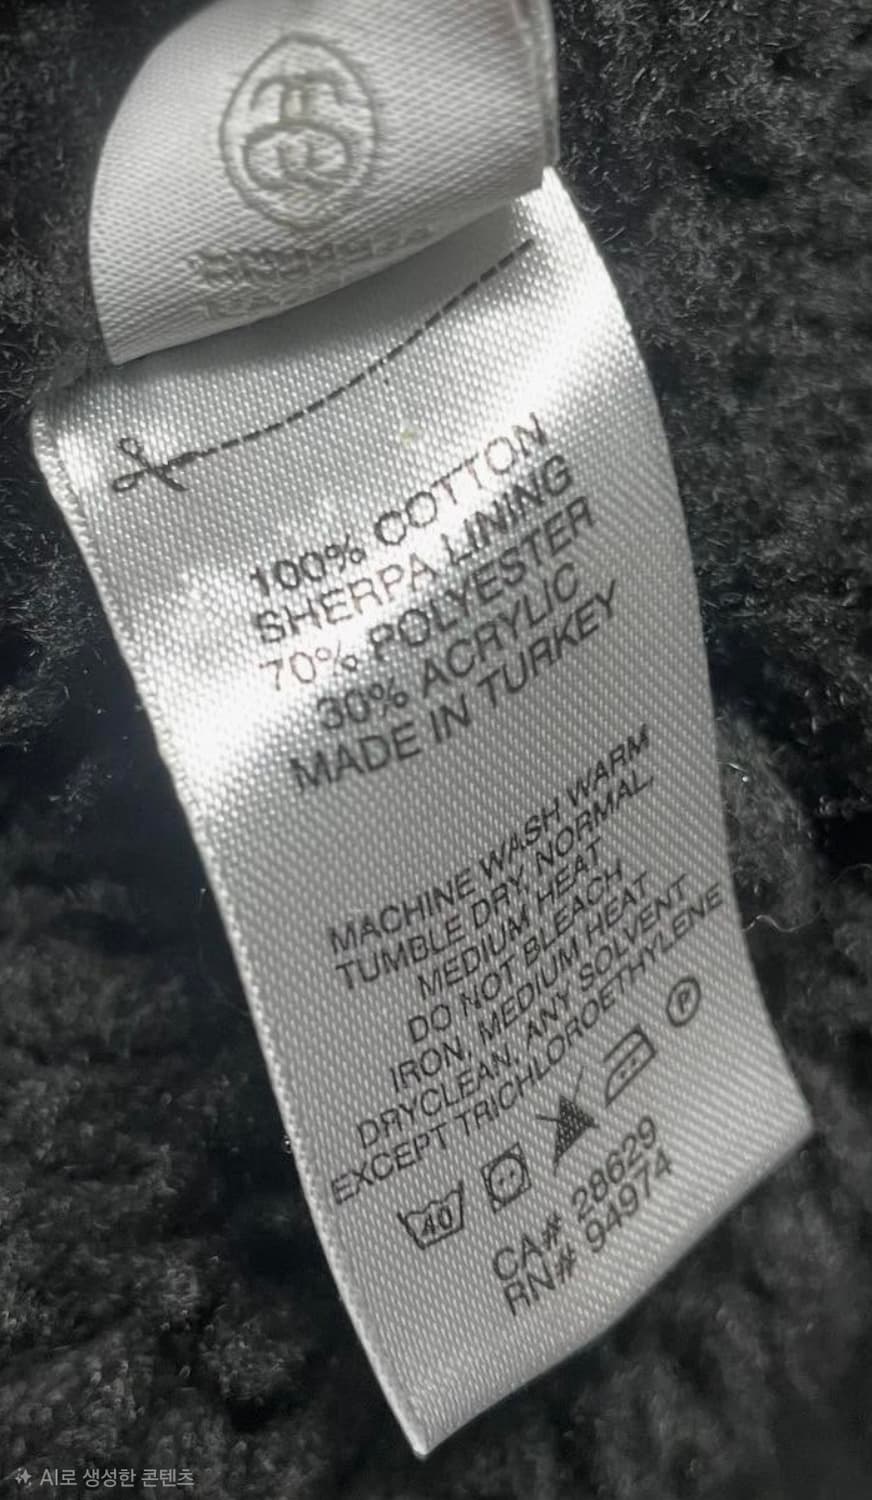 100% COTTON
SHERPA LINING
70% POLYESTER
30% ACRYLIC
MADE IN TURKEY
MACHINE WASH WARM
TUMBLE DRY, NORMAL,
MEDIUM HEAT
DO NOT BLEACH
IRON, MEDIUM HEAT
DRYCLEAN, ANY SOLVENT
EXCEPT TRICHLOROETHYLENE
40
P
CA# 28629
RN# 94974
AI로 생성한 콘텐츠